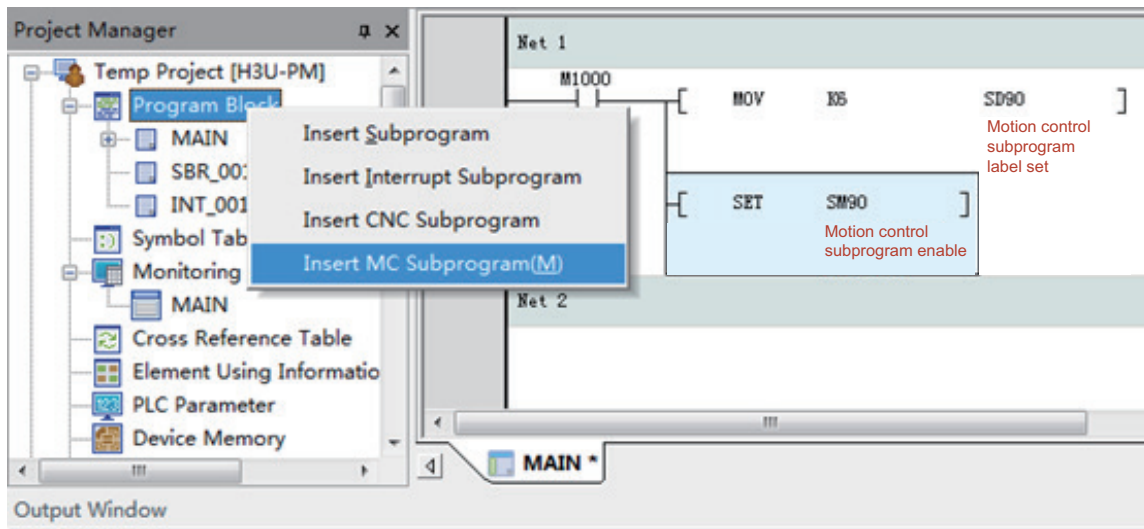 Project Manager
Temp Project [H3U-PM]
Program Block
MAIN
SBR_001
INT_001
Symbol Tab
Monitoring
MAIN
Cross Reference Table
Element Using Informatio
PLC Parameter
Device Memory
Output Window
Insert Subprogram
Insert Interrupt Subprogram
Insert CNC Subprogram
Insert MC Subprogram(M)
Net 1
M1000
MOV K6 SD90
Motion control
subprogram
label set
SET SM90
Motion control
subprogram enable
Net 2
MAIN *